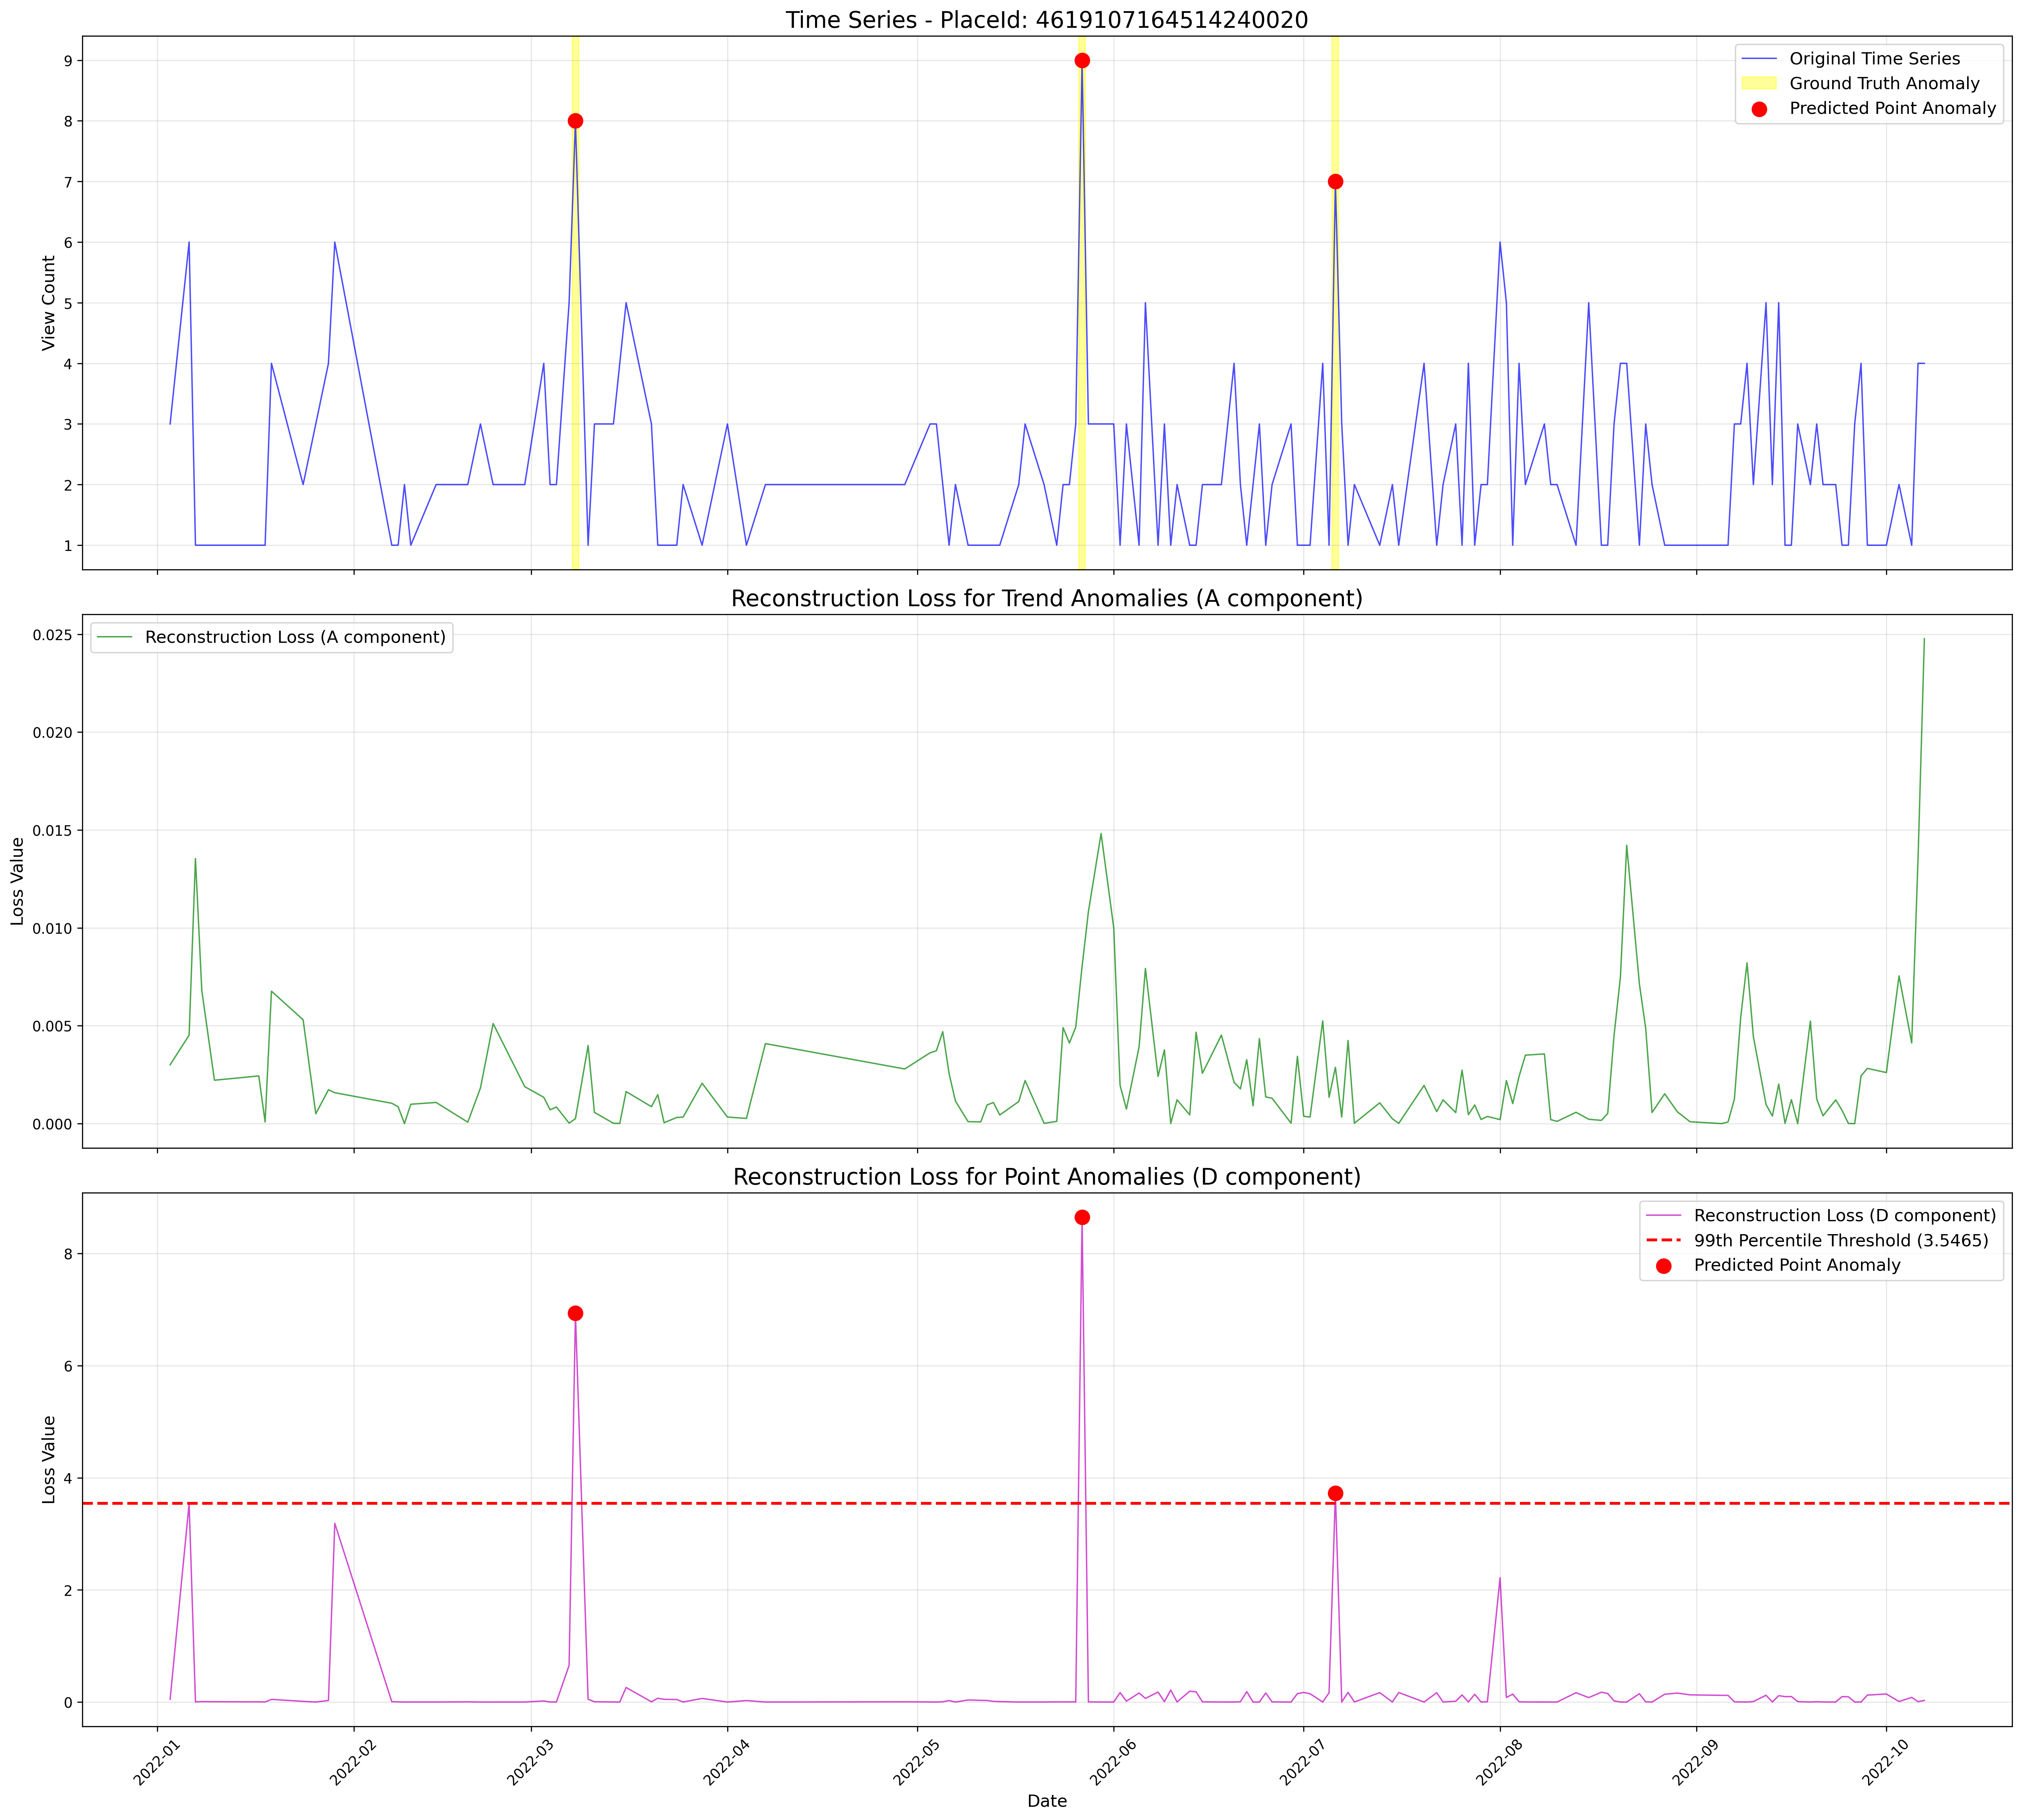 Time Series - PlaceId: 4619107164514240020
View Count
9
8
7
6
5
4
3
2
1
Original Time Series
Ground Truth Anomaly
Predicted Point Anomaly
Reconstruction Loss for Trend Anomalies (A component)
Loss Value
0.025
0.020
0.015
0.010
0.005
0.000
Reconstruction Loss (A component)
Reconstruction Loss for Point Anomalies (D component)
Loss Value
8
6
4
2
0
Reconstruction Loss (D component)
99th Percentile Threshold (3.5465)
Predicted Point Anomaly
2022-01
2022-02
2022-03
2022-04
2022-05
2022-06
2022-07
2022-08
2022-09
2022-10
Date